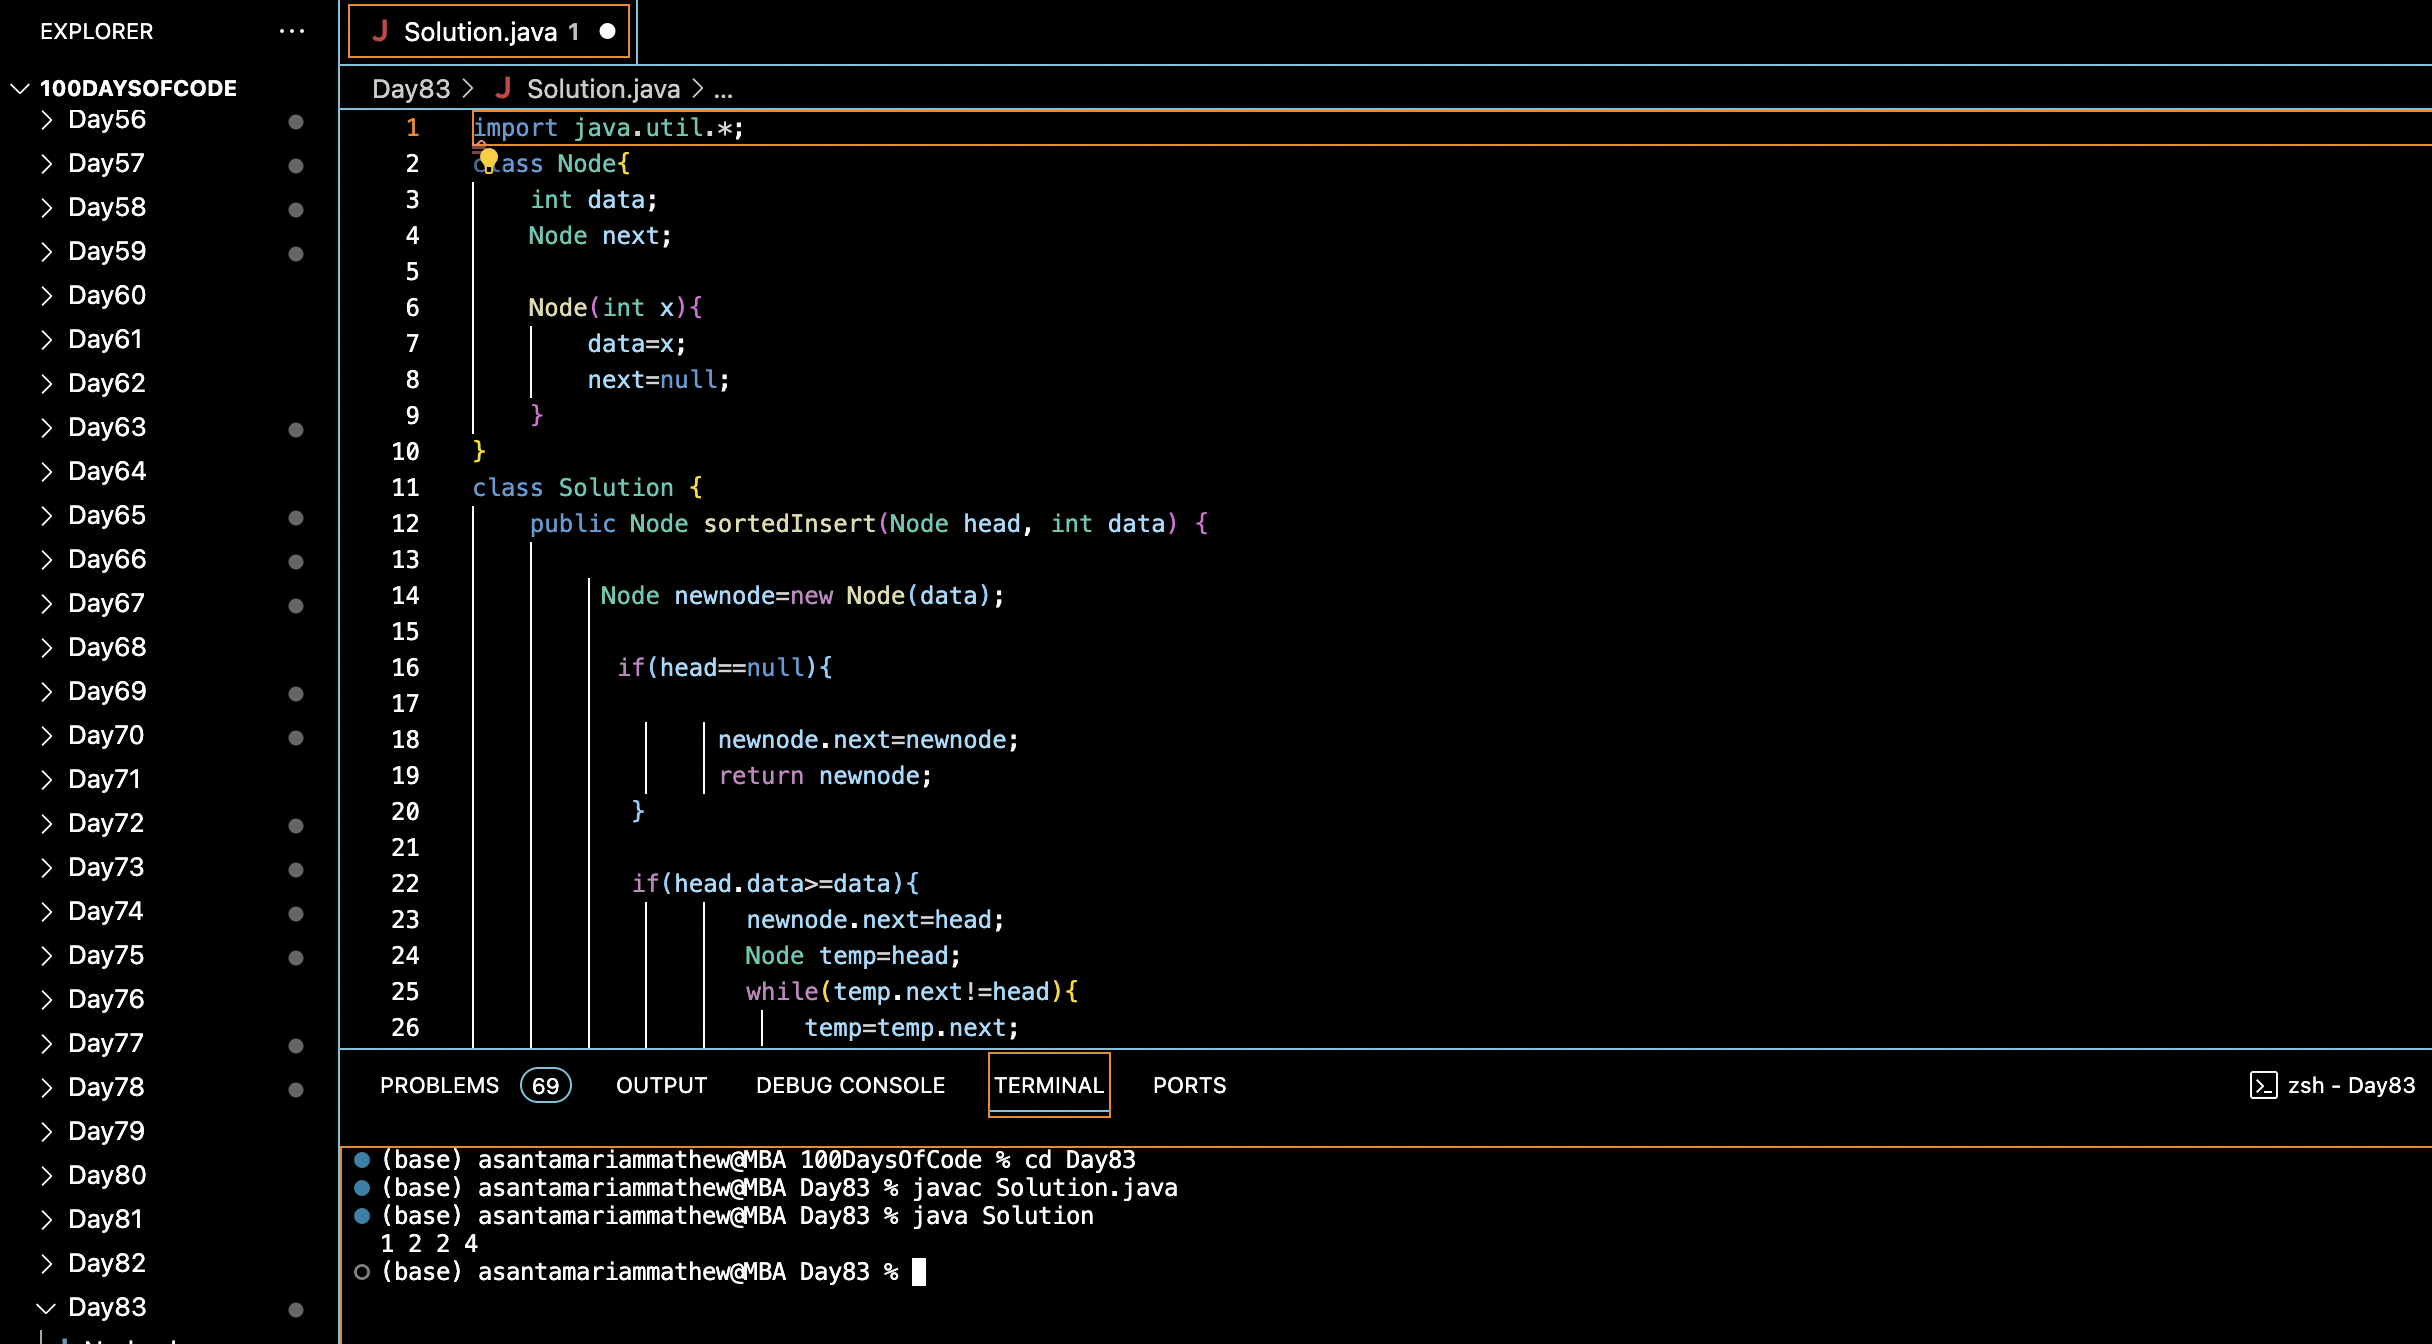 EXPLORER
100DAYSOFCODE
Day56
Day57
Day58
Day59
Day60
Day61
Day62
Day63
Day64
Day65
Day66
Day67
Day68
Day69
Day70
Day71
Day72
Day73
Day74
Day75
Day76
Day77
Day78
Day79
Day80
Day81
Day82
Day83
J Solution.java 1
Day83 > J Solution.java > ...
1 import java.util.*;
2 class Node{
3 int data;
4 Node next;
5
6 Node(int x){
7 data=x;
8 next=null;
9 }
10 }
11 class Solution {
12 public Node sortedInsert(Node head, int data) {
13
14 Node newnode=new Node(data);
15
16 if(head==null){
17
18 newnode.next=newnode;
19 return newnode;
20 }
21
22 if(head.data>=data){
23 newnode.next=head;
24 Node temp=head;
25 while(temp.next!=head){
26 temp=temp.next;
PROBLEMS 69 OUTPUT DEBUG CONSOLE TERMINAL PORTS zsh - Day83
(base) asantamariammathew@MBA 100DaysOfCode % cd Day83
(base) asantamariammathew@MBA Day83 % javac Solution.java
(base) asantamariammathew@MBA Day83 % java Solution
1 2 2 4
(base) asantamariammathew@MBA Day83 %